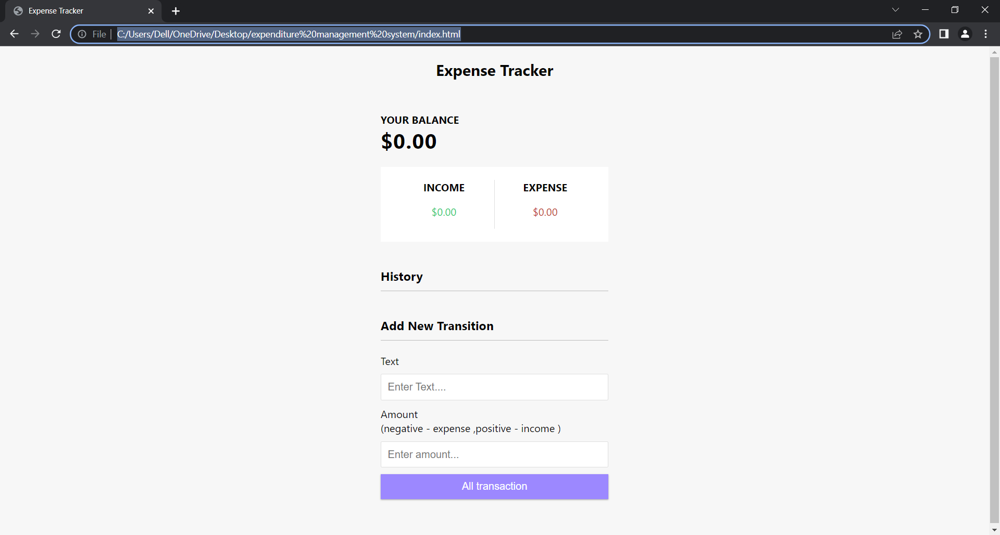 Expense Tracker
File | C:/Users/Dell/OneDrive/Desktop/expenditure%20management%20system/index.html
Expense Tracker
YOUR BALANCE
$0.00
INCOME
$0.00
EXPENSE
$0.00
History
Add New Transition
Text
Enter Text....
Amount
(negative - expense ,positive - income )
Enter amount...
All transaction